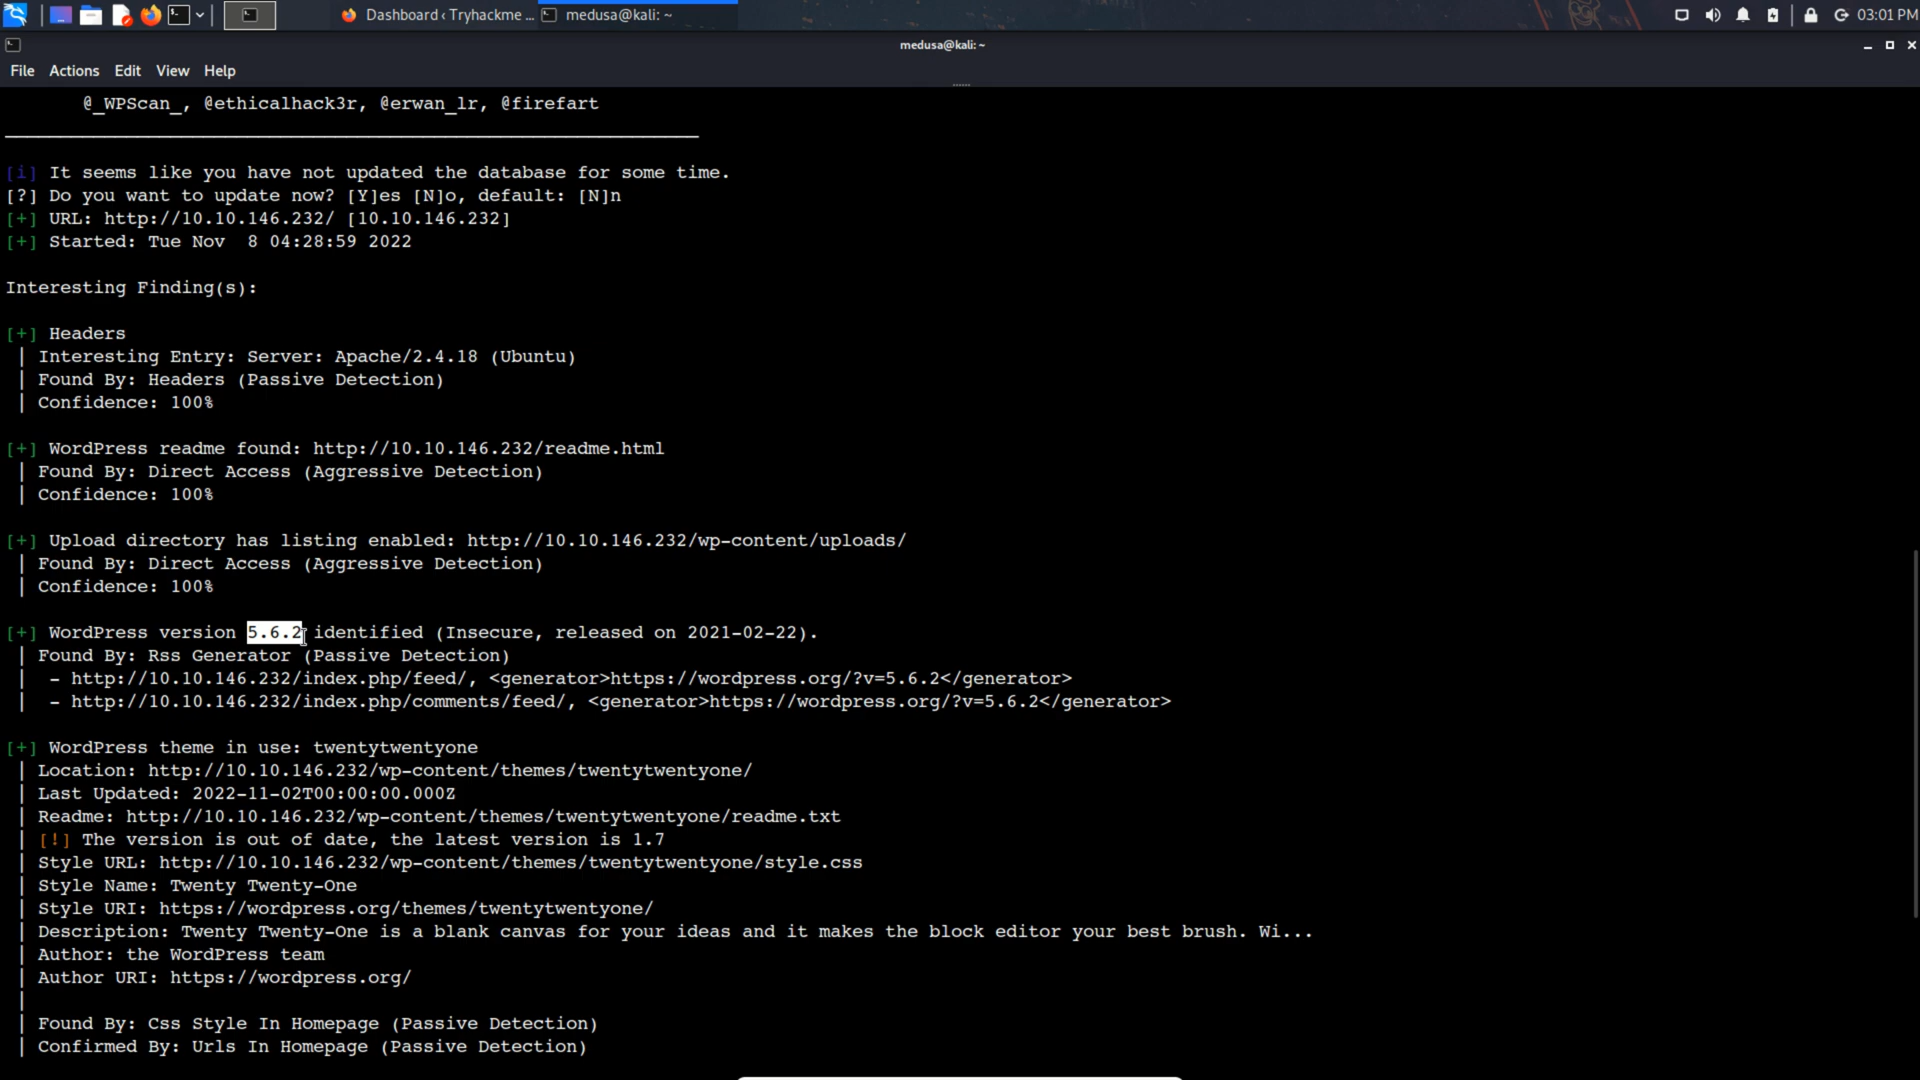 Dashboard ‹ Tryhackme ...
medusa@kali: ~
03:01 PM
medusa@kali: ~
File Actions Edit View Help
@_WPScan_, @ethicalhack3r, @erwan_lr, @firefart
_______________________________________________________________
[i] It seems like you have not updated the database for some time.
[?] Do you want to update now? [Y]es [N]o, default: [N]n
[+] URL: http://10.10.146.232/ [10.10.146.232]
[+] Started: Tue Nov  8 04:28:59 2022
Interesting Finding(s):
[+] Headers
| Interesting Entry: Server: Apache/2.4.18 (Ubuntu)
| Found By: Headers (Passive Detection)
| Confidence: 100%
[+] WordPress readme found: http://10.10.146.232/readme.html
| Found By: Direct Access (Aggressive Detection)
| Confidence: 100%
[+] Upload directory has listing enabled: http://10.10.146.232/wp-content/uploads/
| Found By: Direct Access (Aggressive Detection)
| Confidence: 100%
[+] WordPress version 5.6.2 identified (Insecure, released on 2021-02-22).
| Found By: Rss Generator (Passive Detection)
|  - http://10.10.146.232/index.php/feed/, <generator>https://wordpress.org/?v=5.6.2</generator>
|  - http://10.10.146.232/index.php/comments/feed/, <generator>https://wordpress.org/?v=5.6.2</generator>
[+] WordPress theme in use: twentytwentyone
| Location: http://10.10.146.232/wp-content/themes/twentytwentyone/
| Last Updated: 2022-11-02T00:00:00.000Z
| Readme: http://10.10.146.232/wp-content/themes/twentytwentyone/readme.txt
| [!] The version is out of date, the latest version is 1.7
| Style URL: http://10.10.146.232/wp-content/themes/twentytwentyone/style.css
| Style Name: Twenty Twenty-One
| Style URI: https://wordpress.org/themes/twentytwentyone/
| Description: Twenty Twenty-One is a blank canvas for your ideas and it makes the block editor your best brush. Wi...
| Author: the WordPress team
| Author URI: https://wordpress.org/
|
| Found By: Css Style In Homepage (Passive Detection)
| Confirmed By: Urls In Homepage (Passive Detection)